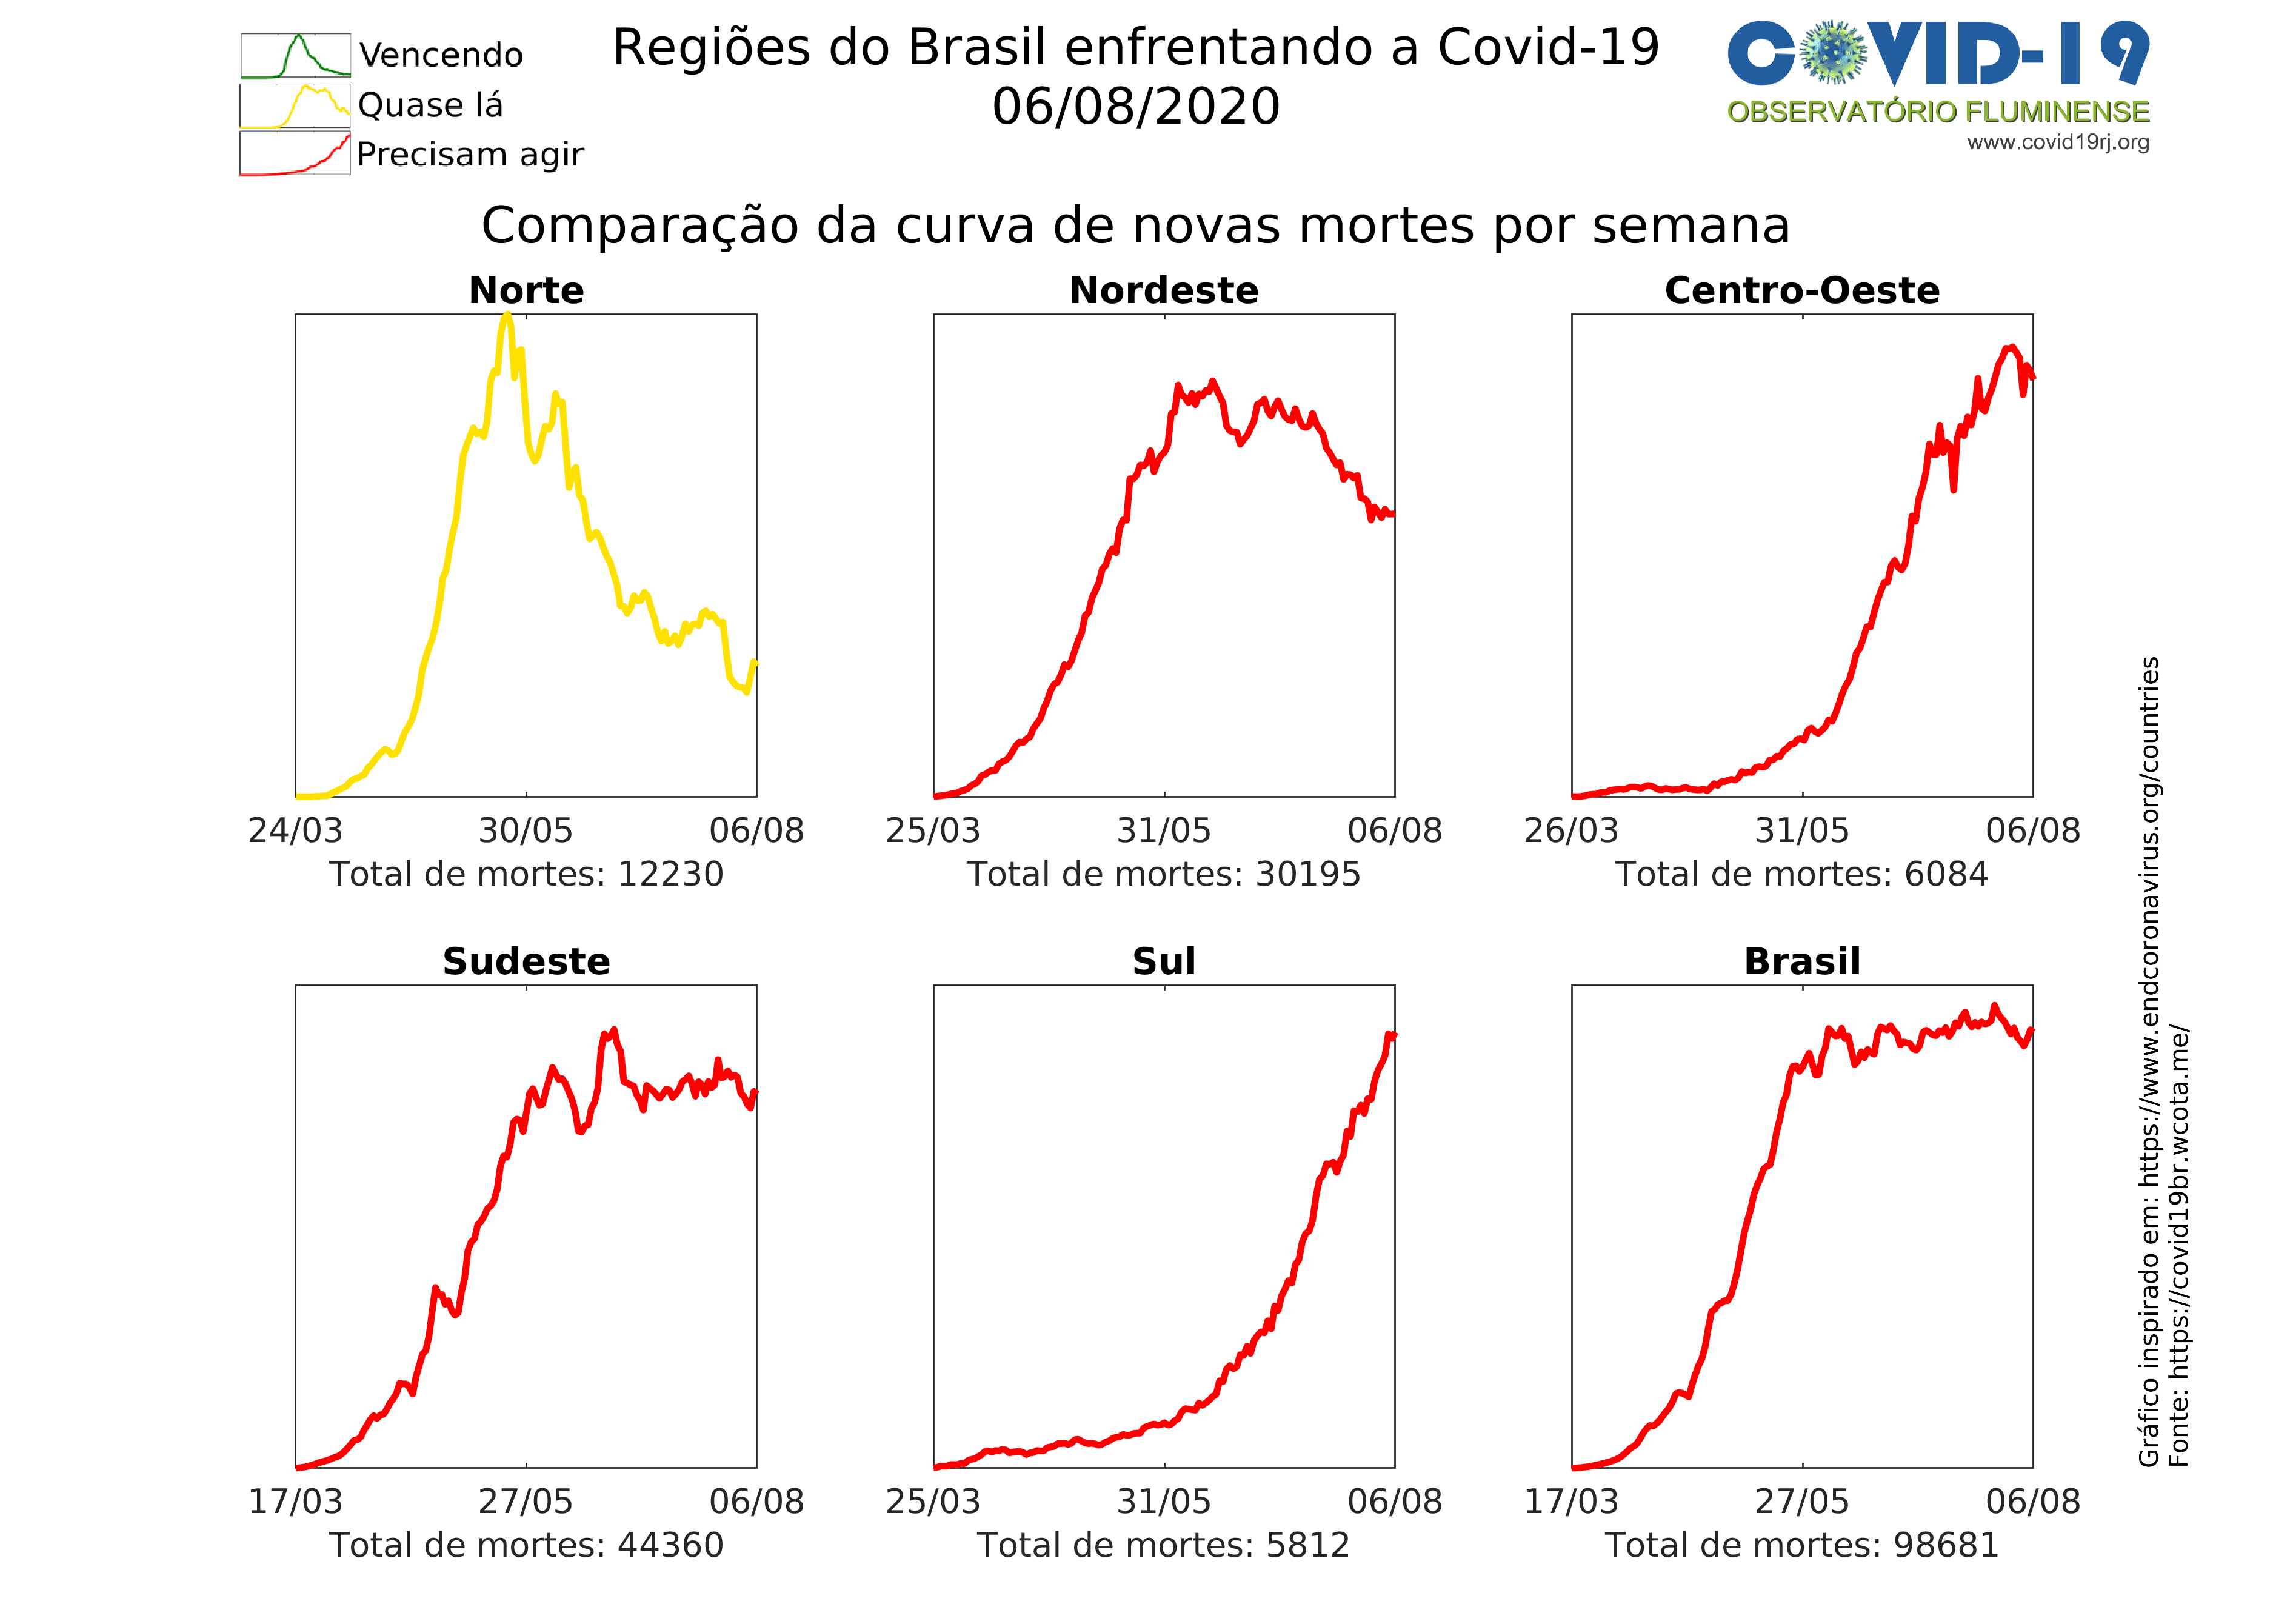 Vencendo
Quase lá
Precisam agir
Regiões do Brasil enfrentando a Covid-19
06/08/2020
COVID-19
OBSERVATÓRIO FLUMINENSE
www.covid19rj.org
Comparação da curva de novas mortes por semana
Norte
24/03 30/05 06/08
Total de mortes: 12230
Nordeste
25/03 31/05 06/08
Total de mortes: 30195
Centro-Oeste
26/03 31/05 06/08
Total de mortes: 6084
Sudeste
17/03 27/05 06/08
Total de mortes: 44360
Sul
25/03 31/05 06/08
Total de mortes: 5812
Brasil
17/03 27/05 06/08
Total de mortes: 98681
Gráfico inspirado em: https://www.endcoronavirus.org/countries
Fonte: https://covid19br.wcota.me/